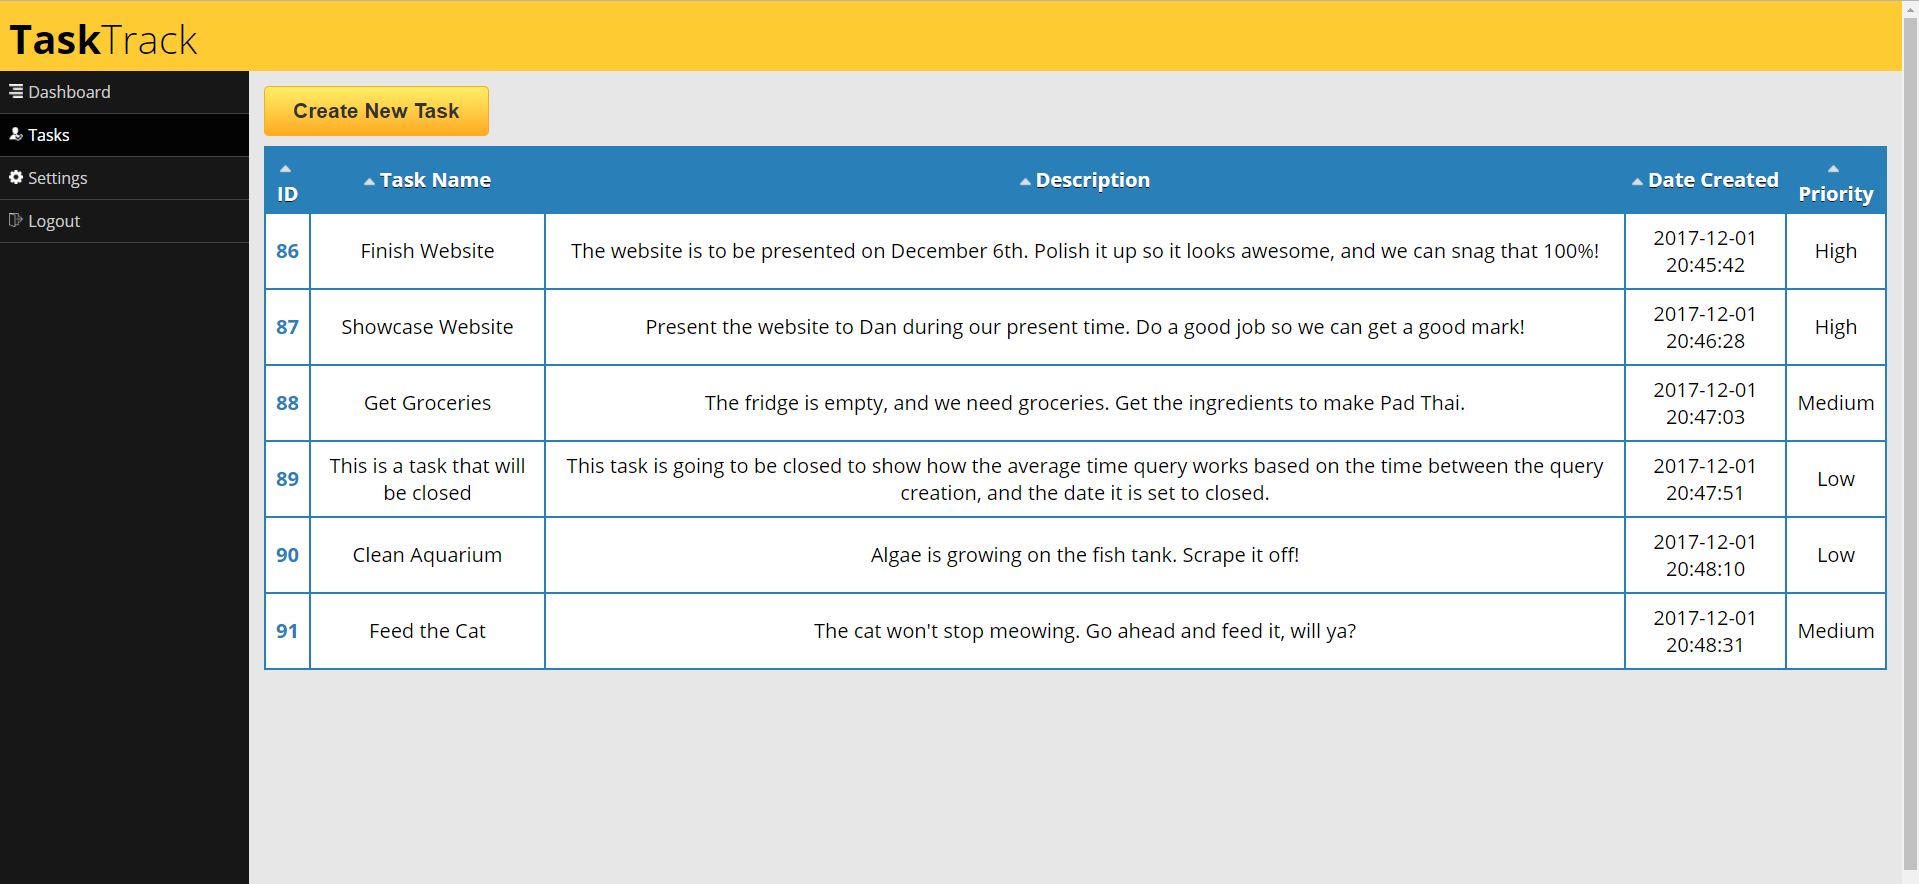 TaskTrack
Dashboard
Tasks
Settings
Logout
Create New Task
ID Task Name Description Date Created Priority
86 Finish Website The website is to be presented on December 6th. Polish it up so it looks awesome, and we can snag that 100%! 2017-12-01 20:45:42 High
87 Showcase Website Present the website to Dan during our present time. Do a good job so we can get a good mark! 2017-12-01 20:46:28 High
88 Get Groceries The fridge is empty, and we need groceries. Get the ingredients to make Pad Thai. 2017-12-01 20:47:03 Medium
89 This is a task that will be closed This task is going to be closed to show how the average time query works based on the time between the query creation, and the date it is set to closed. 2017-12-01 20:47:51 Low
90 Clean Aquarium Algae is growing on the fish tank. Scrape it off! 2017-12-01 20:48:10 Low
91 Feed the Cat The cat won't stop meowing. Go ahead and feed it, will ya? 2017-12-01 20:48:31 Medium